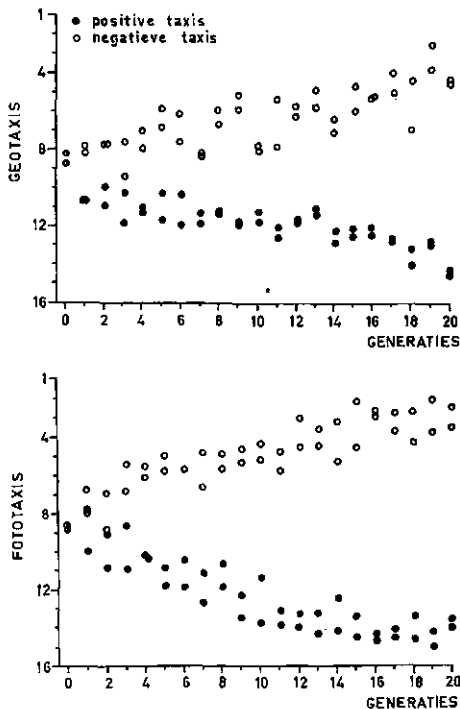 positive taxis
negatieve taxis
1
4
8
12
16
GEOTAXIS
0 2 4 6 8 10 12 14 16 18 20
GENERATIES
1
4
8
12
16
FOTOTAXIS
0 2 4 6 8 10 12 14 16 18 20
GENERATIES